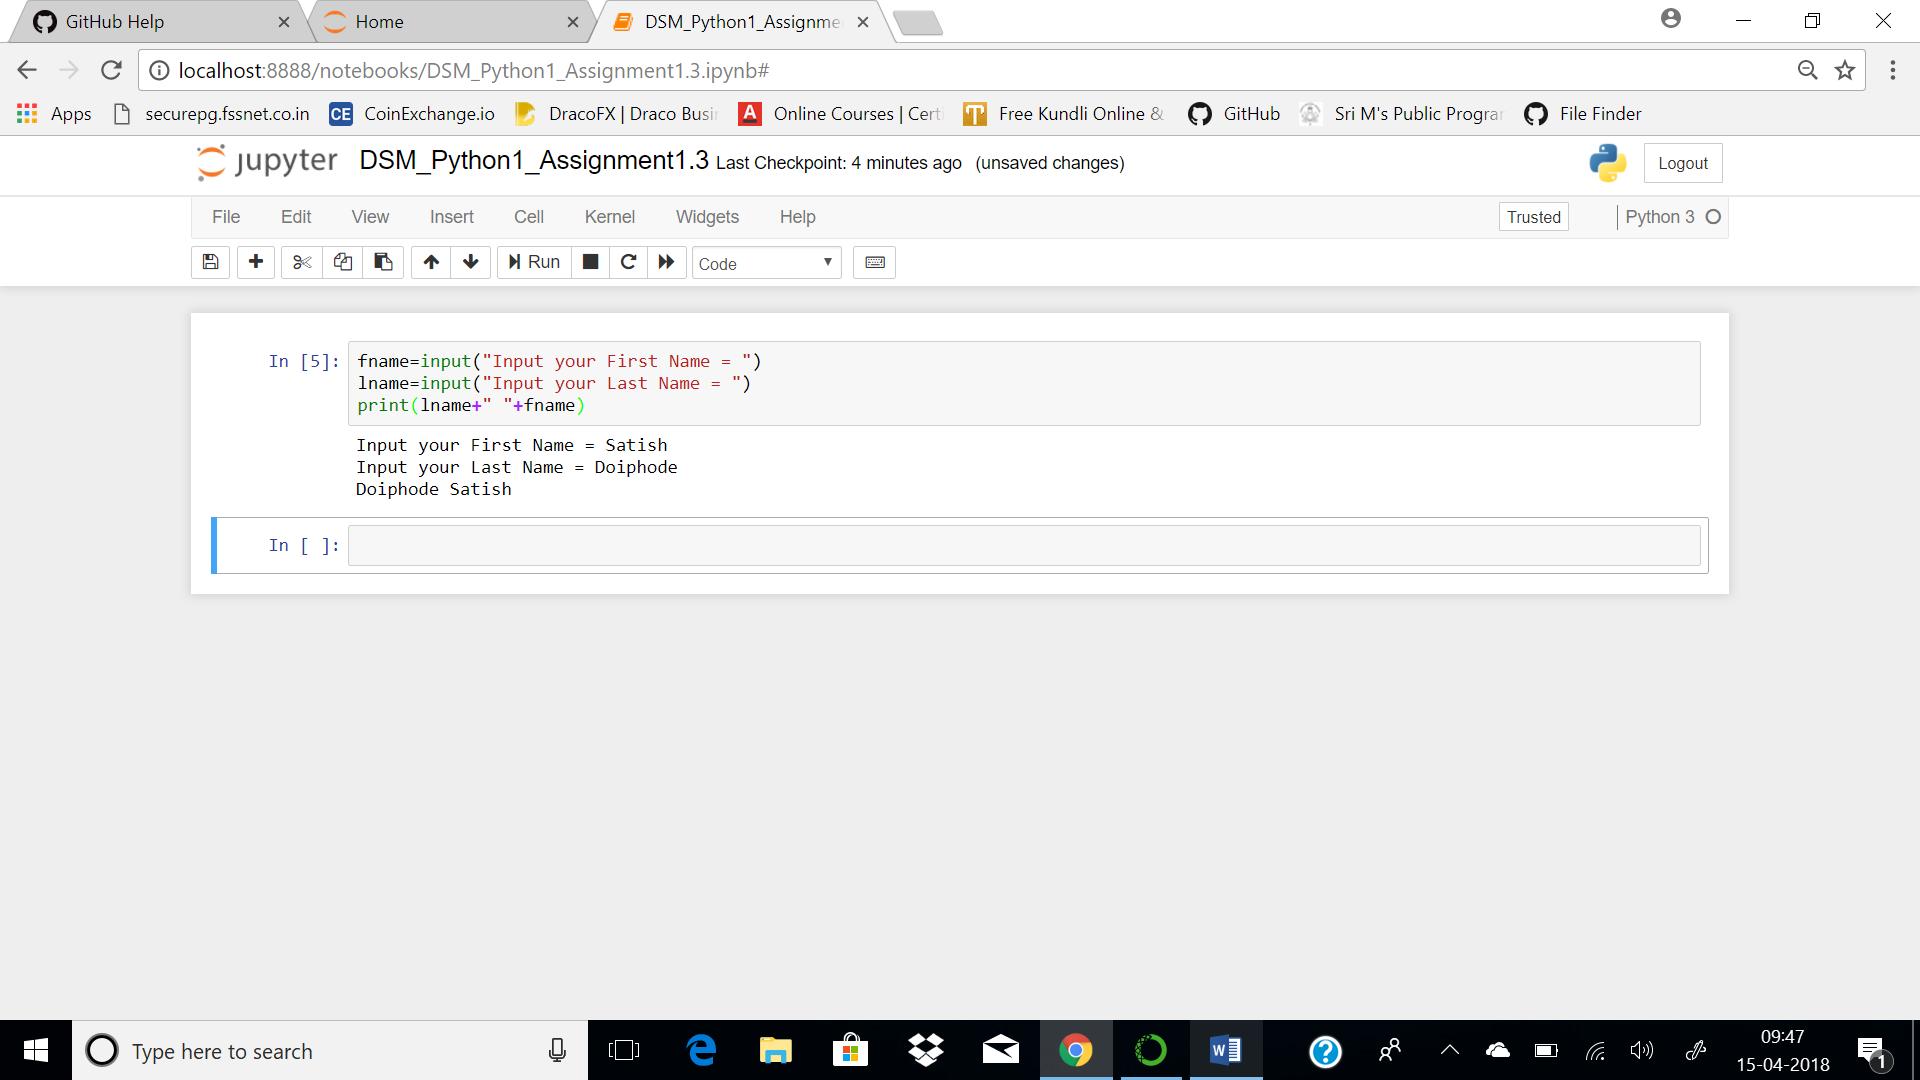 GitHub Help
Home
DSM_Python1_Assignme
localhost:8888/notebooks/DSM_Python1_Assignment1.3.ipynb#
Apps securepg.fssnet.co.in CE CoinExchange.io DracoFX | Draco Busi A Online Courses | Cert Free Kundli Online & GitHub Sri M's Public Program File Finder
jupyter DSM_Python1_Assignment1.3 Last Checkpoint: 4 minutes ago (unsaved changes) Logout
File Edit View Insert Cell Kernel Widgets Help Trusted Python 3
Run Code
In [5]: fname=input("Input your First Name = ")
lname=input("Input your Last Name = ")
print(lname+" "+fname)
Input your First Name = Satish
Input your Last Name = Doiphode
Doiphode Satish
In [ ]:
Type here to search
09:47
15-04-2018
1